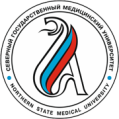 СЕВЕРНЫЙ ГОСУДАРСТВЕННЫЙ МЕДИЦИНСКИЙ УНИВЕРСИТЕТ
NORTHERN STATE MEDICAL UNIVERSITY